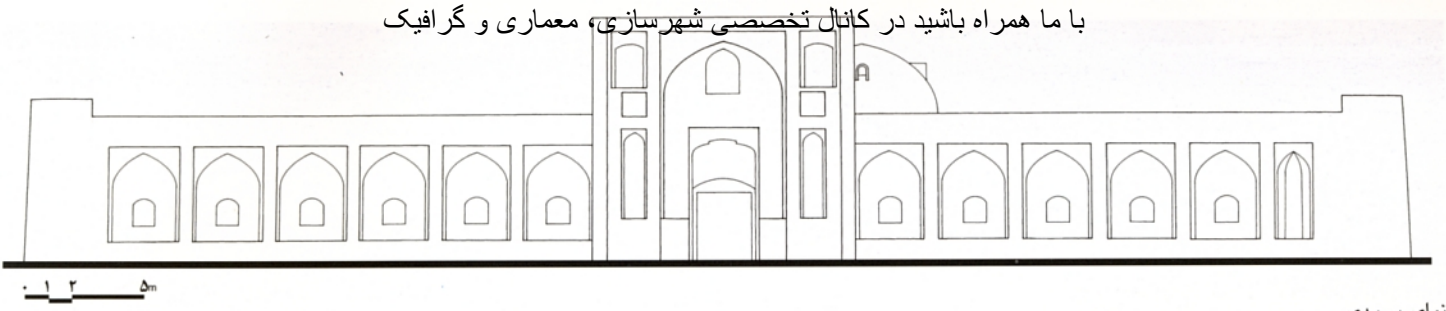 با ما همراه باشید در کانال تخصصی شهرسازی، معماری و گرافیک
۰ ۱ ۲ ۵m